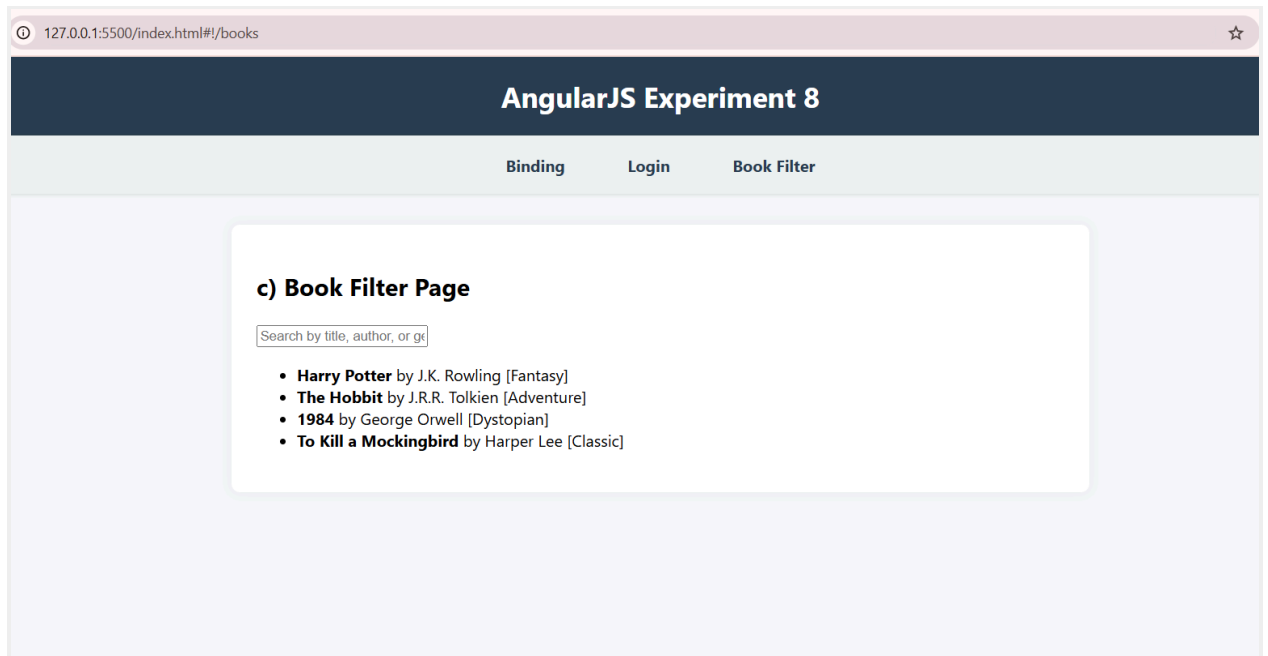 127.0.0.1:5500/index.html#!/books
AngularJS Experiment 8
Binding Login Book Filter
c) Book Filter Page
Search by title, author, or ge
• Harry Potter by J.K. Rowling [Fantasy]
• The Hobbit by J.R.R. Tolkien [Adventure]
• 1984 by George Orwell [Dystopian]
• To Kill a Mockingbird by Harper Lee [Classic]